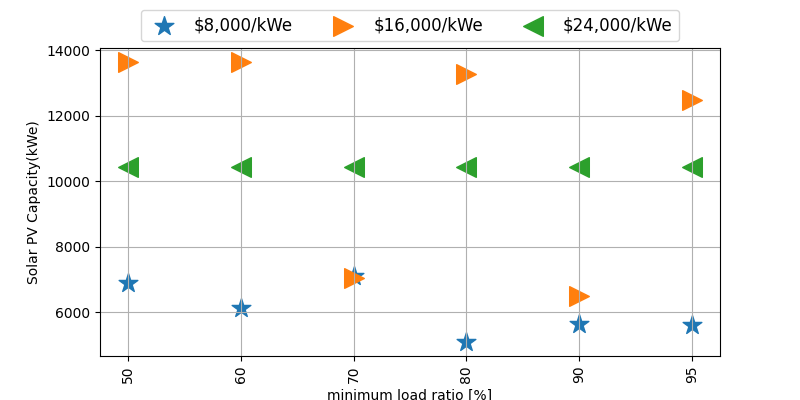 $8,000/kWe $16,000/kWe $24,000/kWe
14000
12000
10000
8000
6000
Solar PV Capacity(kWe)
50 60 70 80 90 95
minimum load ratio [%]